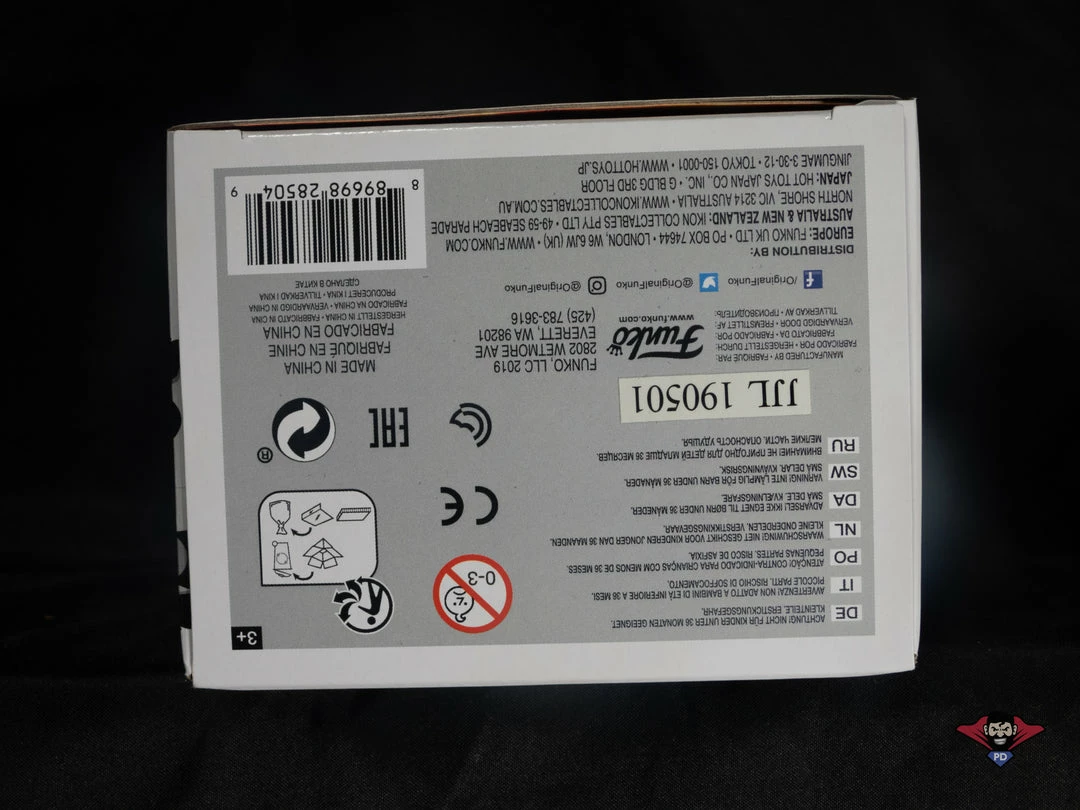 3+
DE ACHTUNG! NICHT FÜR KINDER UNTER 36 MONATEN GEEIGNET.
KLEINTEILE. ERSTICKUNGSGEFAHR.
IT AVVERTENZA! NON ADATTO A BAMBINI DI ETÀ INFERIORE A 36 MESI.
PICCOLE PARTI. RISCHIO DI SOFFOCAMENTO.
PO ATENÇÃO! CONTRA-INDICADO PARA CRIANÇAS COM MENOS DE 36 MESES.
PEQUENAS PARTES. RISCO DE ASFIXIA.
NL WAARSCHUWING! NIET GESCHIKT VOOR KINDEREN JONGER DAN 36 MAANDEN.
KLEINE ONDERDELEN. VERSTIKKINGSGEVAAR.
DA ADVARSEL! IKKE EGNET TIL BØRN UNDER 36 MÅNEDER.
SMÅ DELE. KVÆLNINGSFARE.
SW VARNING! INTE LÄMPLIG FÖR BARN UNDER 36 MÅNADER.
SMÅ DELAR. KVÄVNINGSRISK.
RU ВНИМАНИЕ! НЕ ПРИГОДНО ДЛЯ ДЕТЕЙ МЛАДШЕ 36 МЕСЯЦЕВ.
МЕЛКИЕ ЧАСТИ. ОПАСНОСТЬ УДУШЬЯ.
0-3
CE
EAC
®
JJL 190501
MANUFACTURED BY • FABRIQUÉ PAR:
FABRICADO POR • HERGESTELLT DURCH:
FABBRICATO DA • FABRICADO POR:
VERVAARDIGD DOOR • FREMSTILLET AF:
TILLVERKAD AV • ПРОИЗВОДИТЕЛЬ:
Funko
www.funko.com
FUNKO, LLC 2019
2802 WETMORE AVE
EVERETT, WA 98201
(425) 783-3616
MADE IN CHINA
FABRIQUÉ EN CHINE
FABRICADO EN CHINA
HERGESTELLT IN CHINA • FABBRICATO IN CINA
FABRICADO NA CHINA • VERVAARDIGD IN CHINA
PRODUCERET I KINA • TILLVERKAD I KINA
СДЕЛАНО В КИТАЕ
/OriginalFunko @OriginalFunko @OriginalFunko
DISTRIBUTION BY:
EUROPE: FUNKO UK LTD • PO BOX 74644 • LONDON, W6 6JW (UK) • WWW.FUNKO.COM
AUSTRALIA & NEW ZEALAND: IKON COLLECTABLES PTY LTD • 49-59 SEABEACH PARADE
NORTH SHORE, VIC 3214 AUSTRALIA • WWW.IKONCOLLECTABLES.COM.AU
JAPAN: HOT TOYS JAPAN CO., INC. • G BLDG 3RD FLOOR
JINGUMAE 3-30-12 • TOKYO 150-0001 • WWW.HOTTOYS.JP
8 89698 28504 9
PD